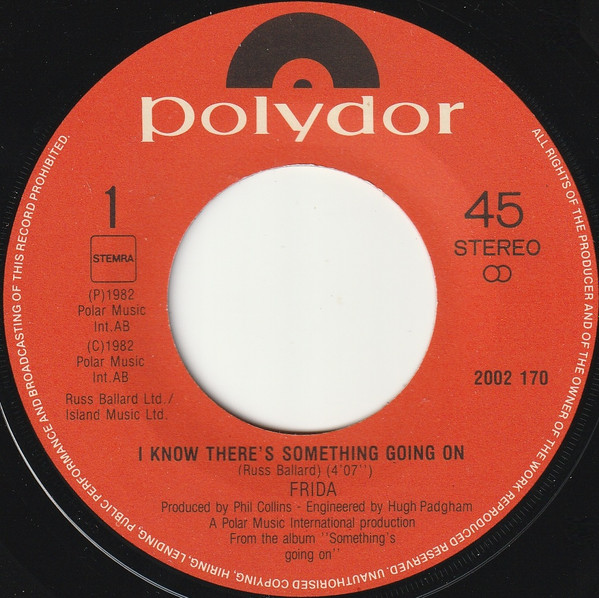 polydor
1
STEMRA
(P)1982
Polar Music
Int.AB
(C)1982
Polar Music
Int.AB
Russ Ballard Ltd./
Island Music Ltd.
45
STEREO
2002 170
I KNOW THERE'S SOMETHING GOING ON
(Russ Ballard) (4'07'')
FRIDA
Produced by Phil Collins - Engineered by Hugh Padgham
A Polar Music International production
From the album ''Something's
going on''
ALL RIGHTS OF THE PRODUCER AND OF THE OWNER OF THE WORK REPRODUCED RESERVED. UNAUTHORISED COPYING, HIRING, LENDING, PUBLIC PERFORMANCE AND BROADCASTING OF THIS RECORD PROHIBITED.